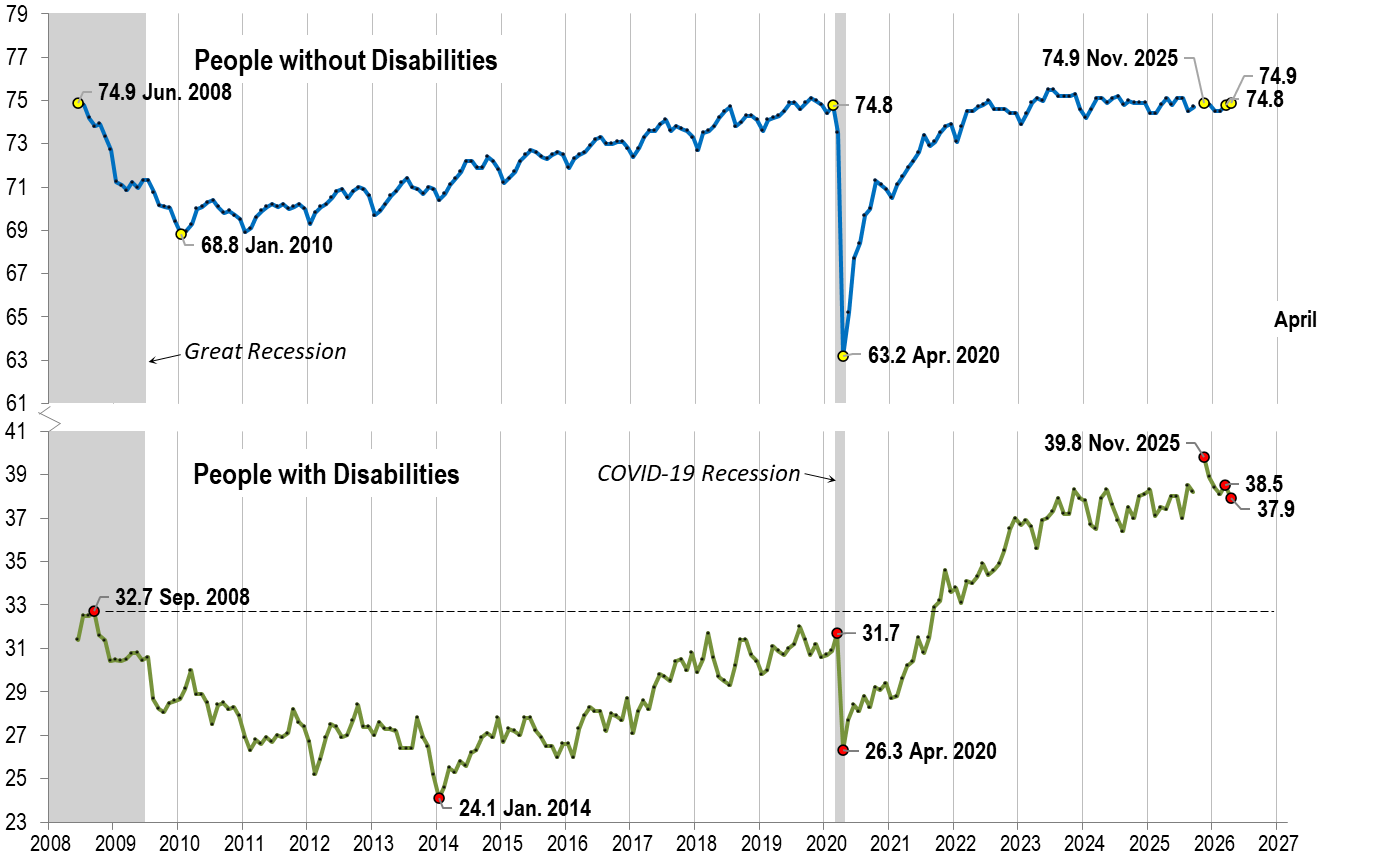 79
77
75
73
71
69
67
65
63
61
People without Disabilities
74.9 Jun. 2008
68.8 Jan. 2010
Great Recession
74.8
63.2 Apr. 2020
74.9 Nov. 2025
74.9
74.8
April
41
39
37
35
33
31
29
27
25
23
People with Disabilities
COVID-19 Recession
39.8 Nov. 2025
38.5
37.9
32.7 Sep. 2008
31.7
26.3 Apr. 2020
24.1 Jan. 2014
2008 2009 2010 2011 2012 2013 2014 2015 2016 2017 2018 2019 2020 2021 2022 2023 2024 2025 2026 2027